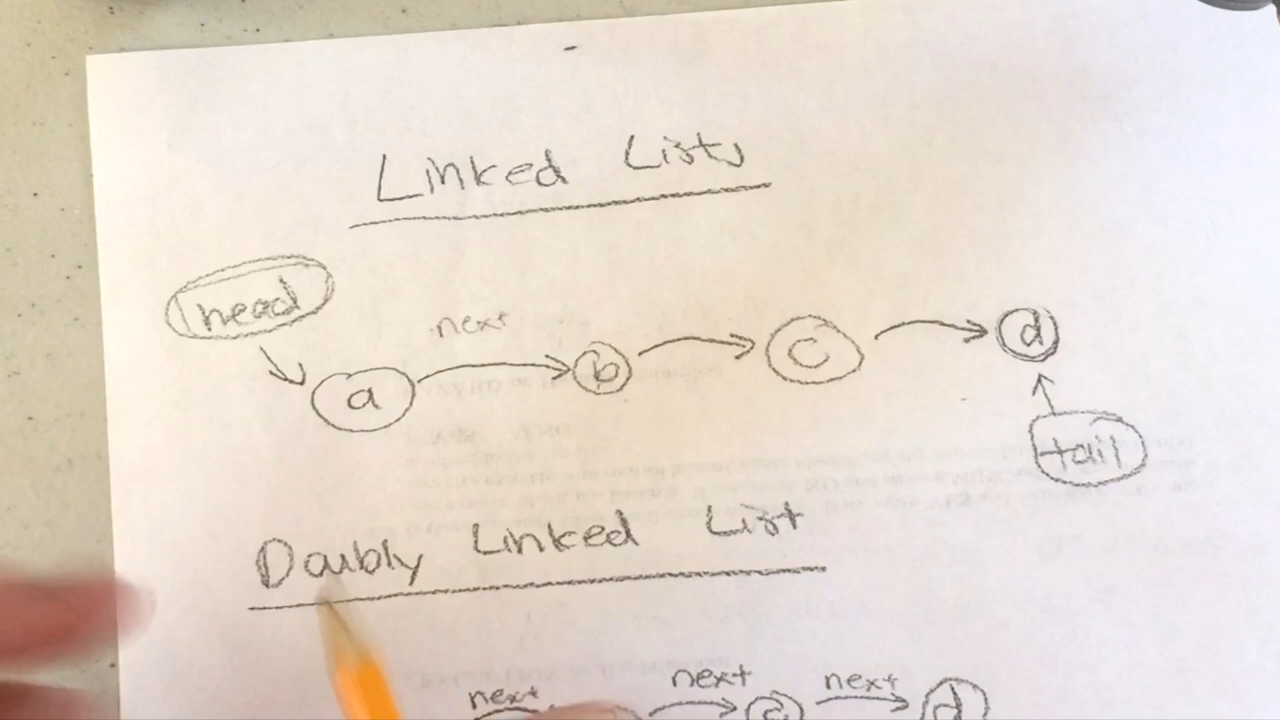 Linked Lists
head
next
a b c d
tail
Doubly Linked List
next next next
c d